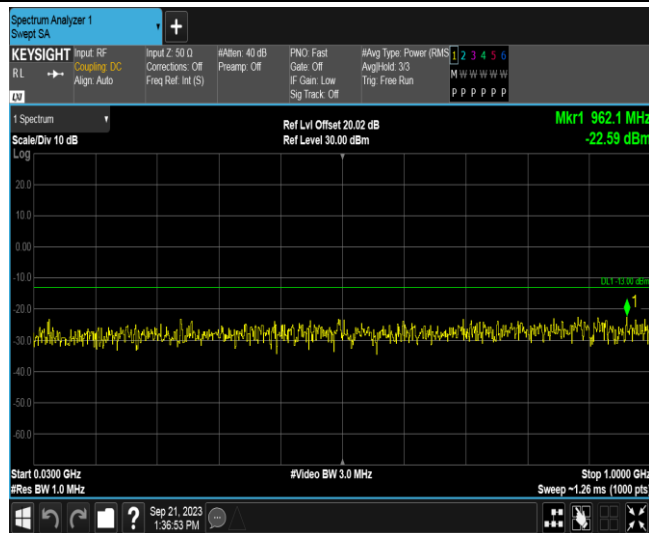 Spectrum Analyzer 1
Swept SA
+
KEYSIGHT
RL
LXI
Input: RF
Coupling: DC
Align: Auto
Input Z: 50 Ω
Corrections: Off
Freq Ref: Int (S)
#Atten: 40 dB
Preamp: Off
PNO: Fast
Gate: Off
IF Gain: Low
Sig Track: Off
#Avg Type: Power (RMS
Avg|Hold: 3/3
Trig: Free Run
1 2 3 4 5 6
M W W W W W
P P P P P P
1 Spectrum
Scale/Div 10 dB
Log
Ref Lvl Offset 20.02 dB
Ref Level 30.00 dBm
Mkr1 962.1 MHz
-22.59 dBm
20.0
10.0
0.00
-10.0
DL1 -13.00 dBm
-20.0
1
-30.0
-40.0
-50.0
-60.0
Start 0.0300 GHz
#Video BW 3.0 MHz
Stop 1.0000 GHz
#Res BW 1.0 MHz
Sweep ~1.26 ms (1000 pts)
?
Sep 21, 2023
1:36:53 PM